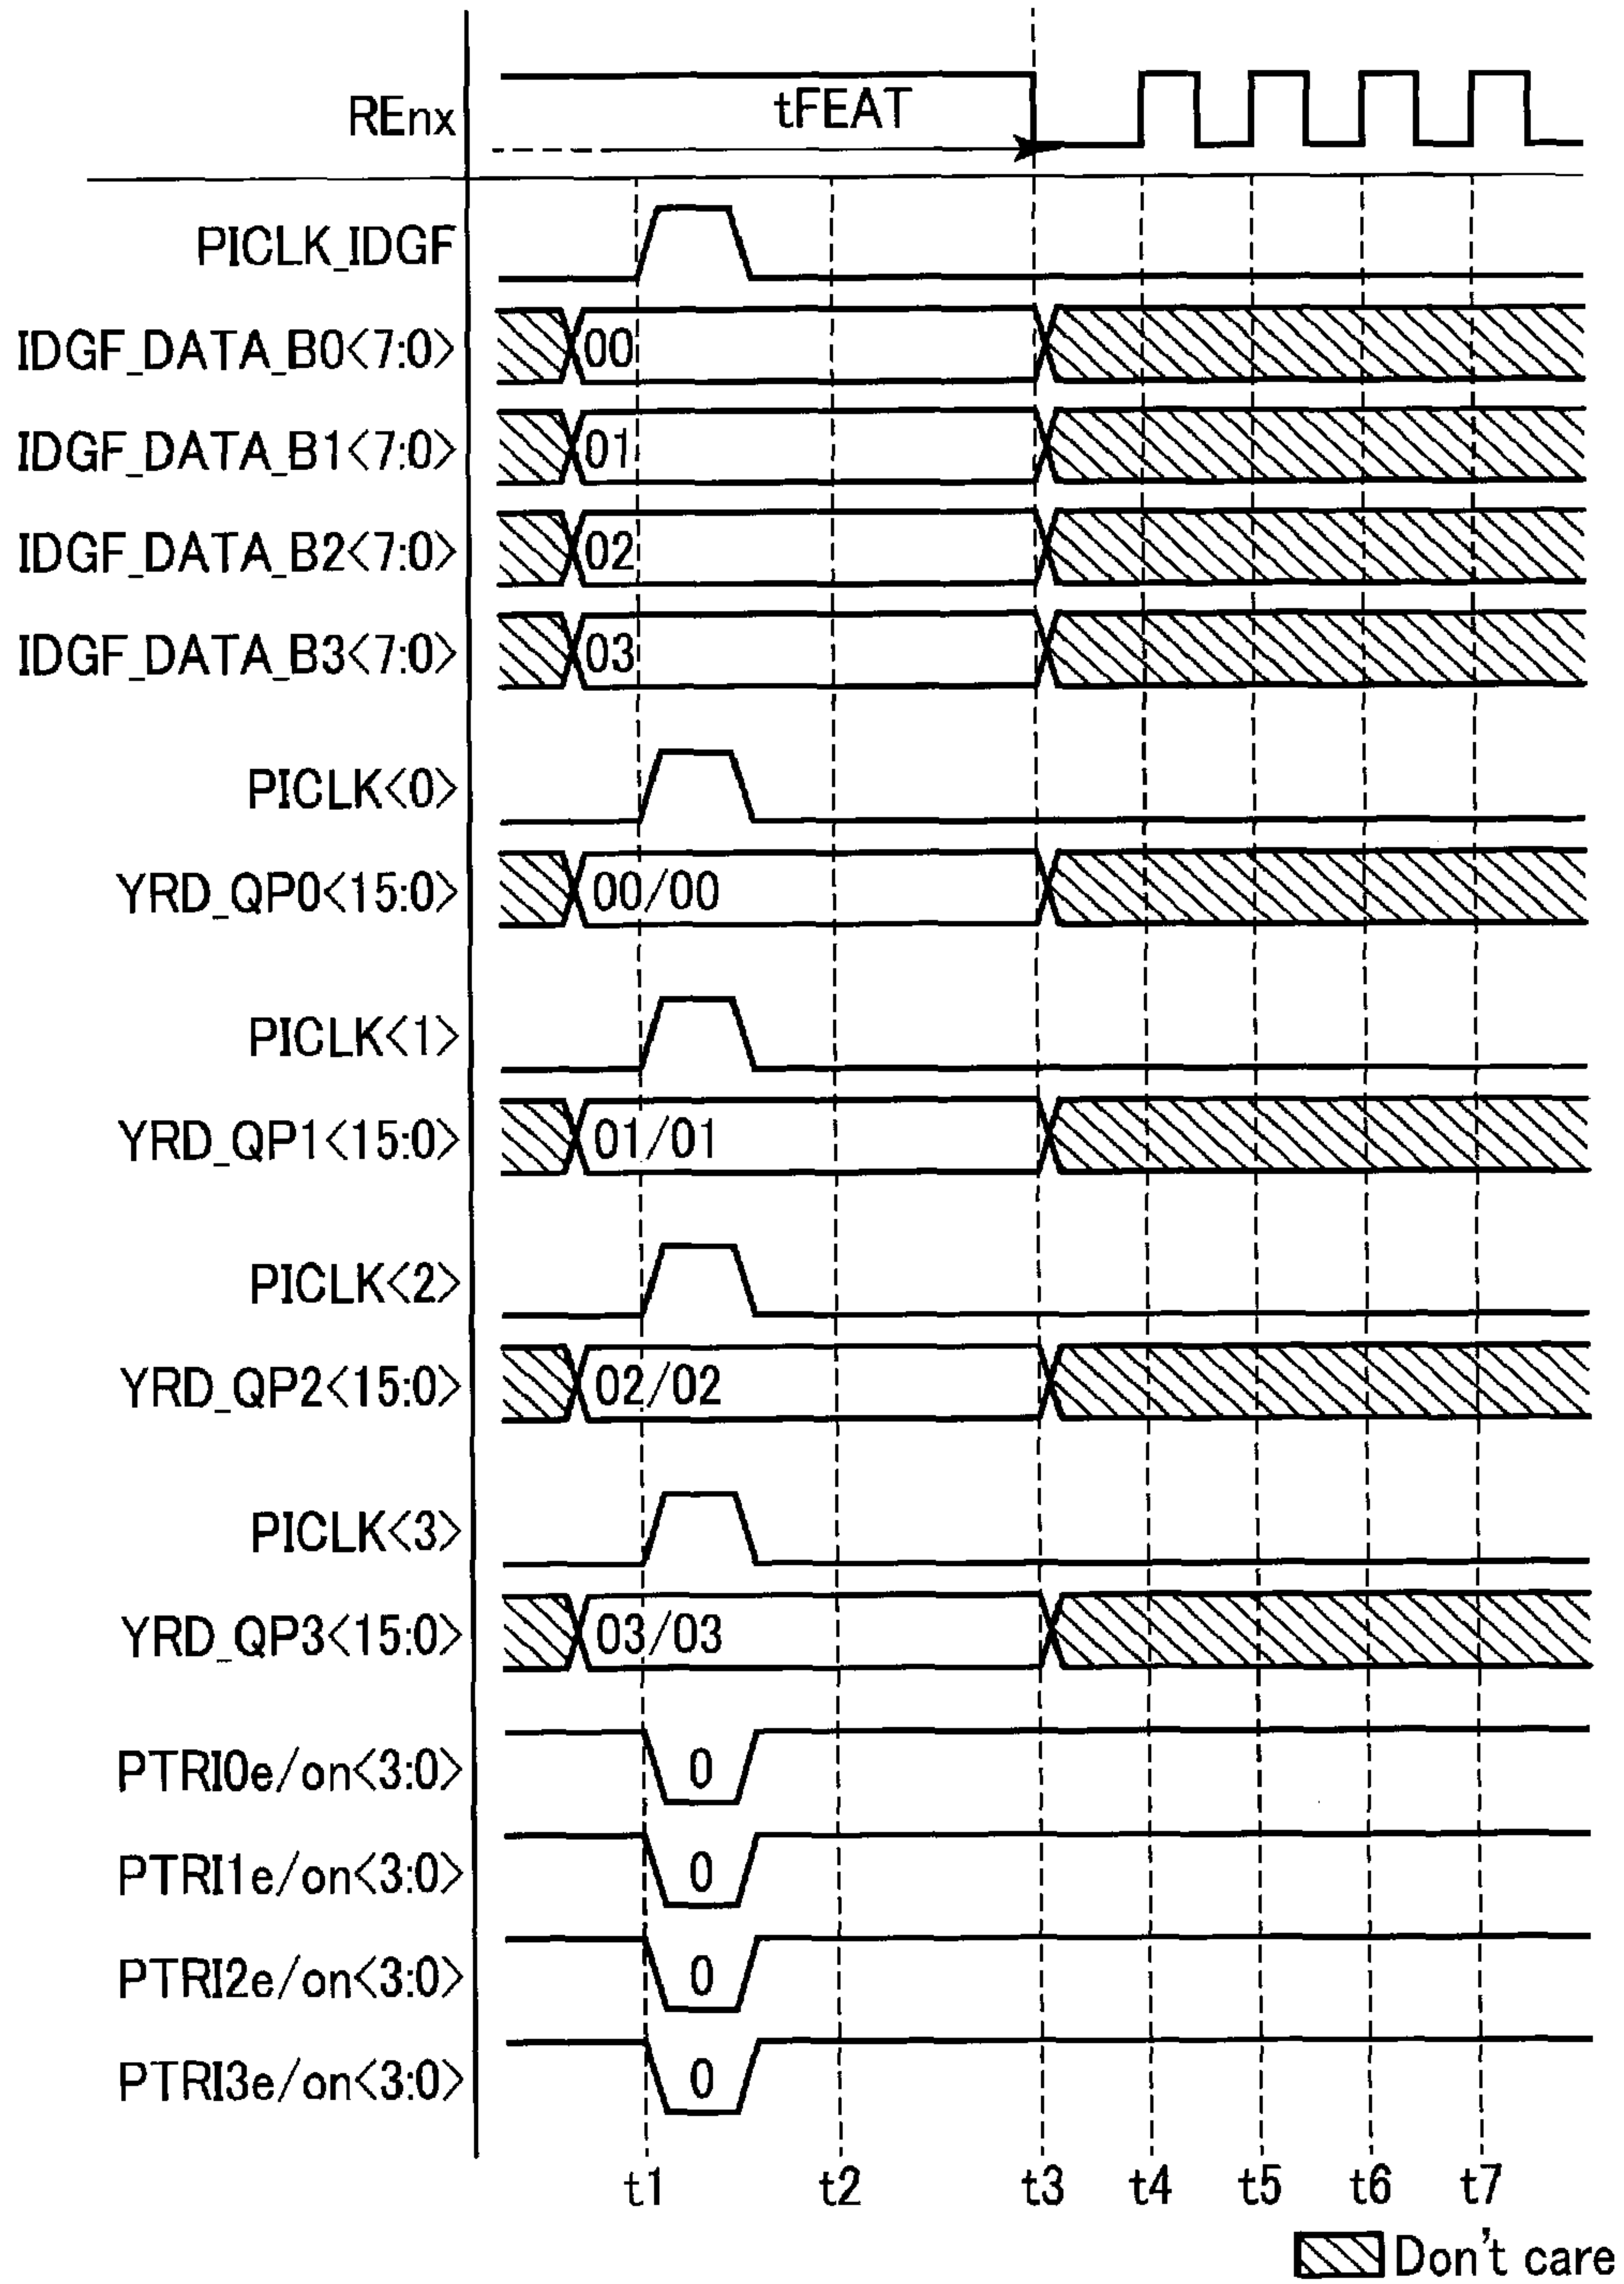 REnx tFEAT
PICLK_IDGF
IDGF_DATA_B0<7:0> 00
IDGF_DATA_B1<7:0> 01
IDGF_DATA_B2<7:0> 02
IDGF_DATA_B3<7:0> 03
PICLK<0>
YRD_QP0<15:0> 00/00
PICLK<1>
YRD_QP1<15:0> 01/01
PICLK<2>
YRD_QP2<15:0> 02/02
PICLK<3>
YRD_QP3<15:0> 03/03
PTRI0e/on<3:0> 0
PTRI1e/on<3:0> 0
PTRI2e/on<3:0> 0
PTRI3e/on<3:0> 0
t1 t2 t3 t4 t5 t6 t7
Don't care